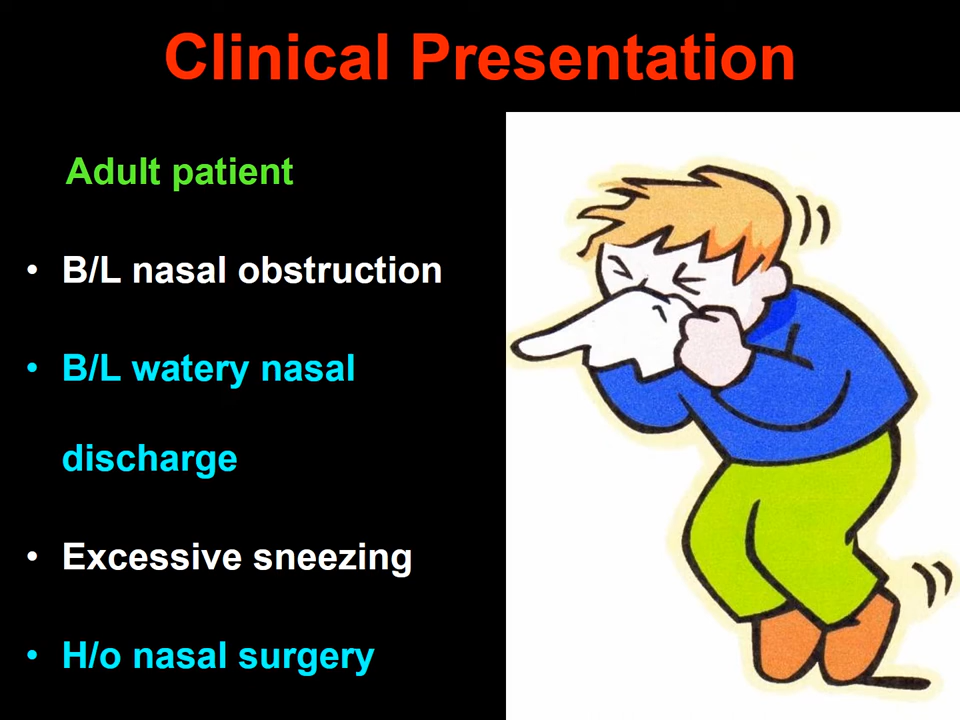 Clinical Presentation
Adult patient
• B/L nasal obstruction
• B/L watery nasal
discharge
• Excessive sneezing
• H/o nasal surgery